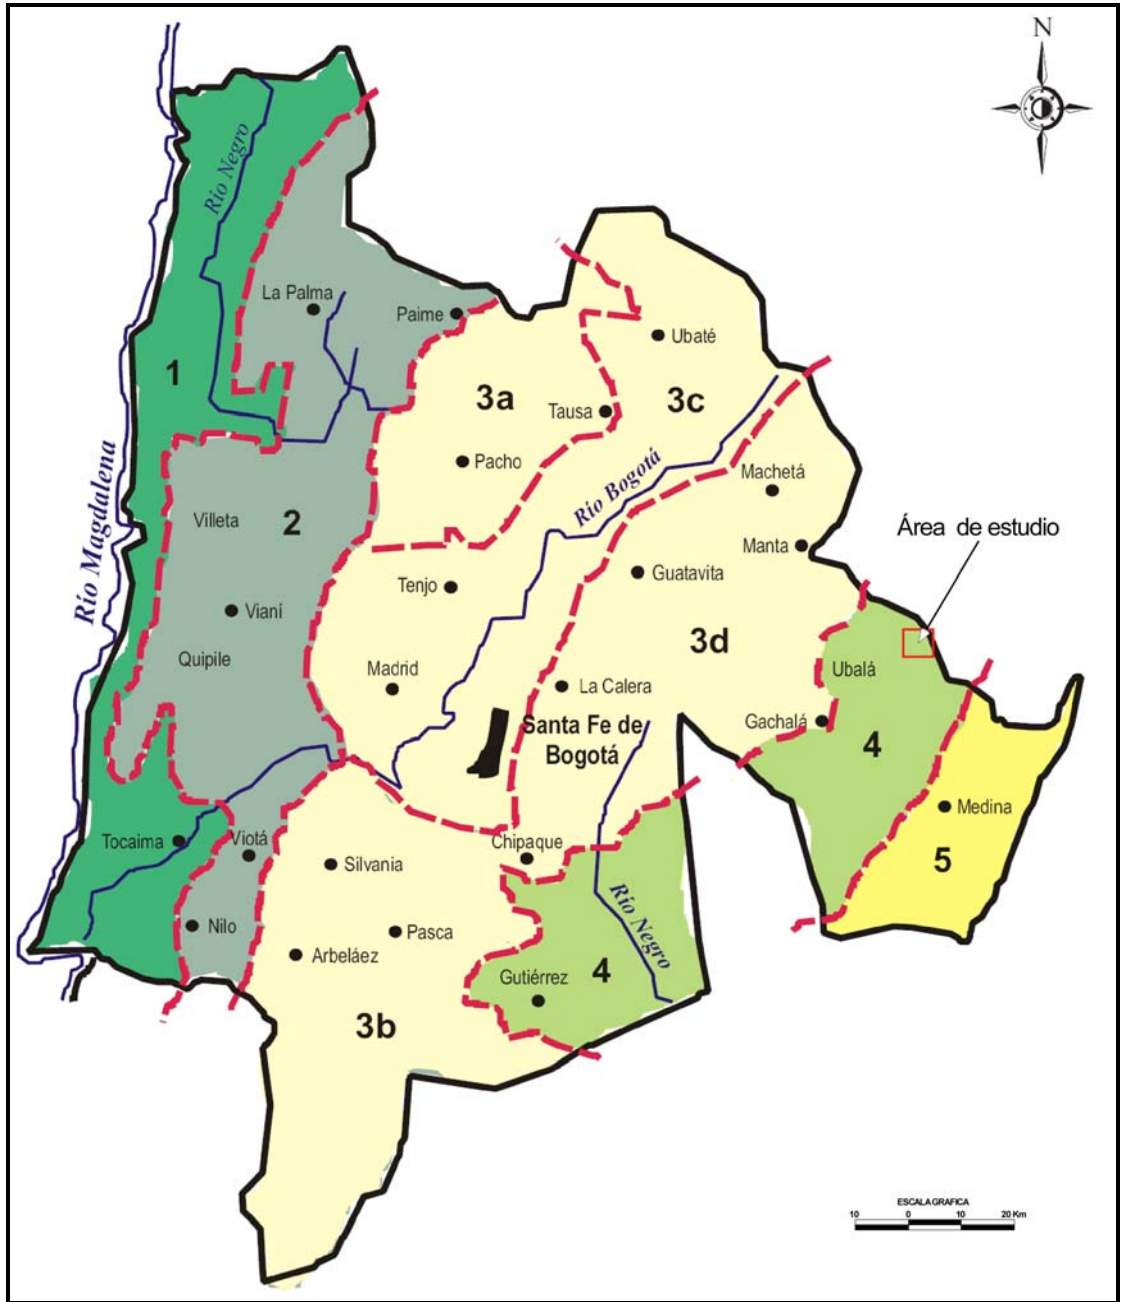 N
Río Negro
La Palma
Paime
Ubaté
1
3a
3c
Tausa
Pacho
Río Bogotá
Machetá
Río Magdalena
Villeta
2
Área de estudio
Manta
Tenjo
Guatavita
Vianí
3d
Quipile
Madrid
La Calera
Ubalá
Santa Fe de
Bogotá
Gachalá
4
Medina
Tocaima
Viotá
Chipaque
Silvania
5
Río Negro
Nilo
Pasca
Arbeláez
Gutiérrez
4
3b
ESCALA GRAFICA
10 0 10 20 Km